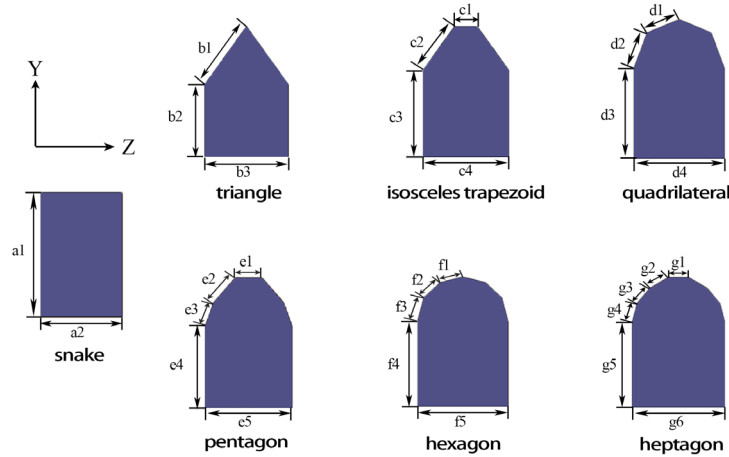 Y
Z
a1
a2
snake
b1
b2
b3
triangle
c1
c2
c3
c4
isosceles trapezoid
d1
d2
d3
d4
quadrilateral
e1
e2
e3
e4
e5
pentagon
f1
f2
f3
f4
f5
hexagon
g1
g2
g3
g4
g5
g6
heptagon